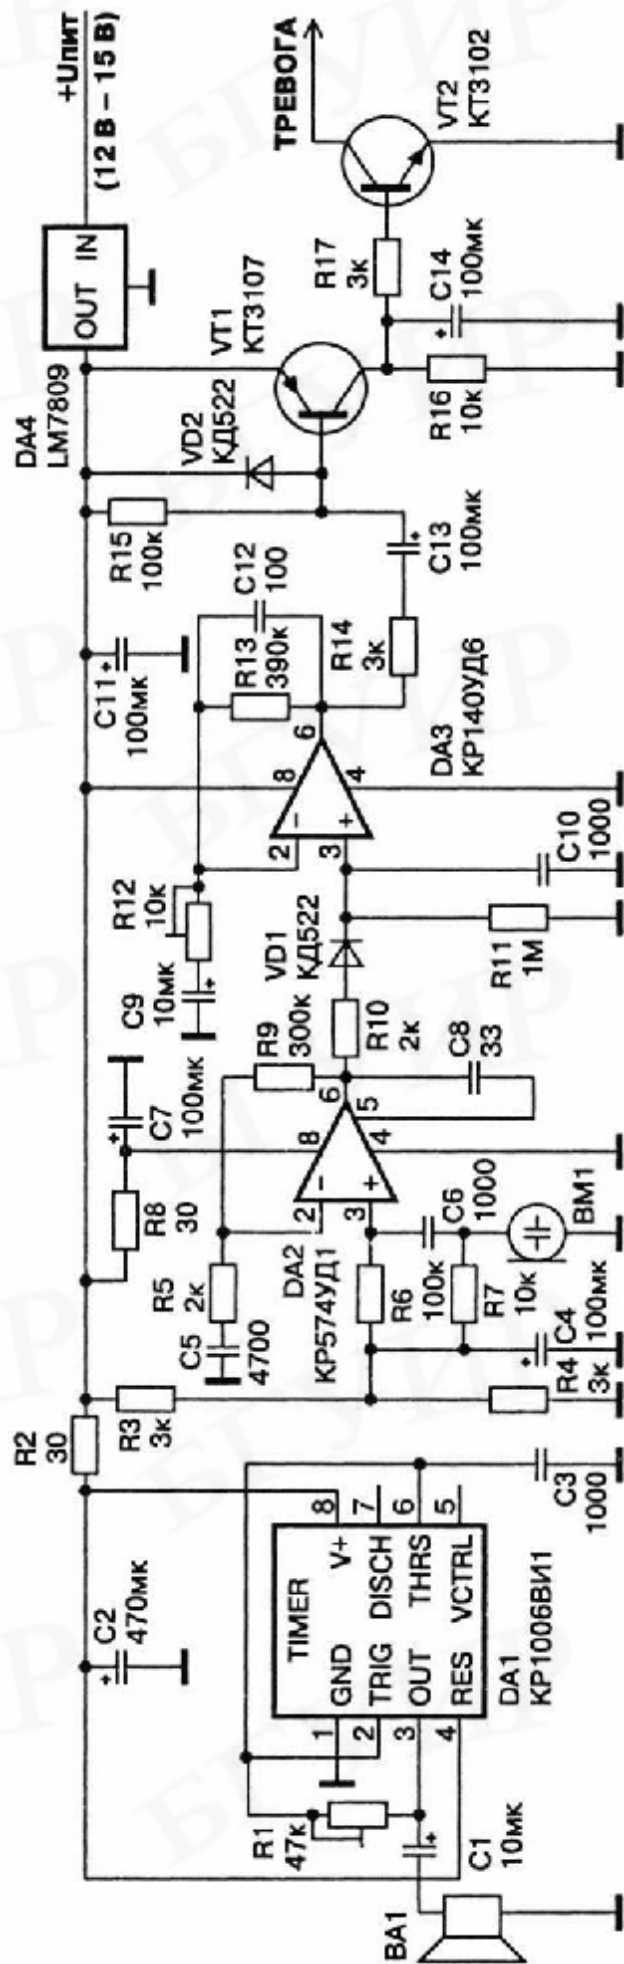 +Uпит
(12 В – 15 В)
OUT IN
DA4
LM7809
ТРЕВОГА
VT2
КТ3102
R17
3к
C14
+
100мк
VT1
КТ3107
R16
10к
VD2
КД522
R15
100к
C13
+
100мк
C12
100
R13
390к
R14
3к
C11
+
100мк
DA3
КР140УД6
2
3
–
+
6
8
4
R12
10к
C9
10мк
+
C10
1000
VD1
КД522
R11
1М
R9
300к
R10
2к
C8
33
C7
+
100мк
R8
30
R5
2к
C5
4700
DA2
КР574УД1
2
3
–
+
6
5
8
4
C6
1000
BM1
R6
100к
R7
10к
C4
+
100мк
R2
30
R3
3к
R4
3к
C3
1000
C2
+
470мк
TIMER
GND
TRIG
OUT
RES
V+
DISCH
THRS
VCTRL
1
2
3
4
8
7
6
5
DA1
КР1006ВИ1
R1
47к
C1
+
10мк
BA1
БГУИР